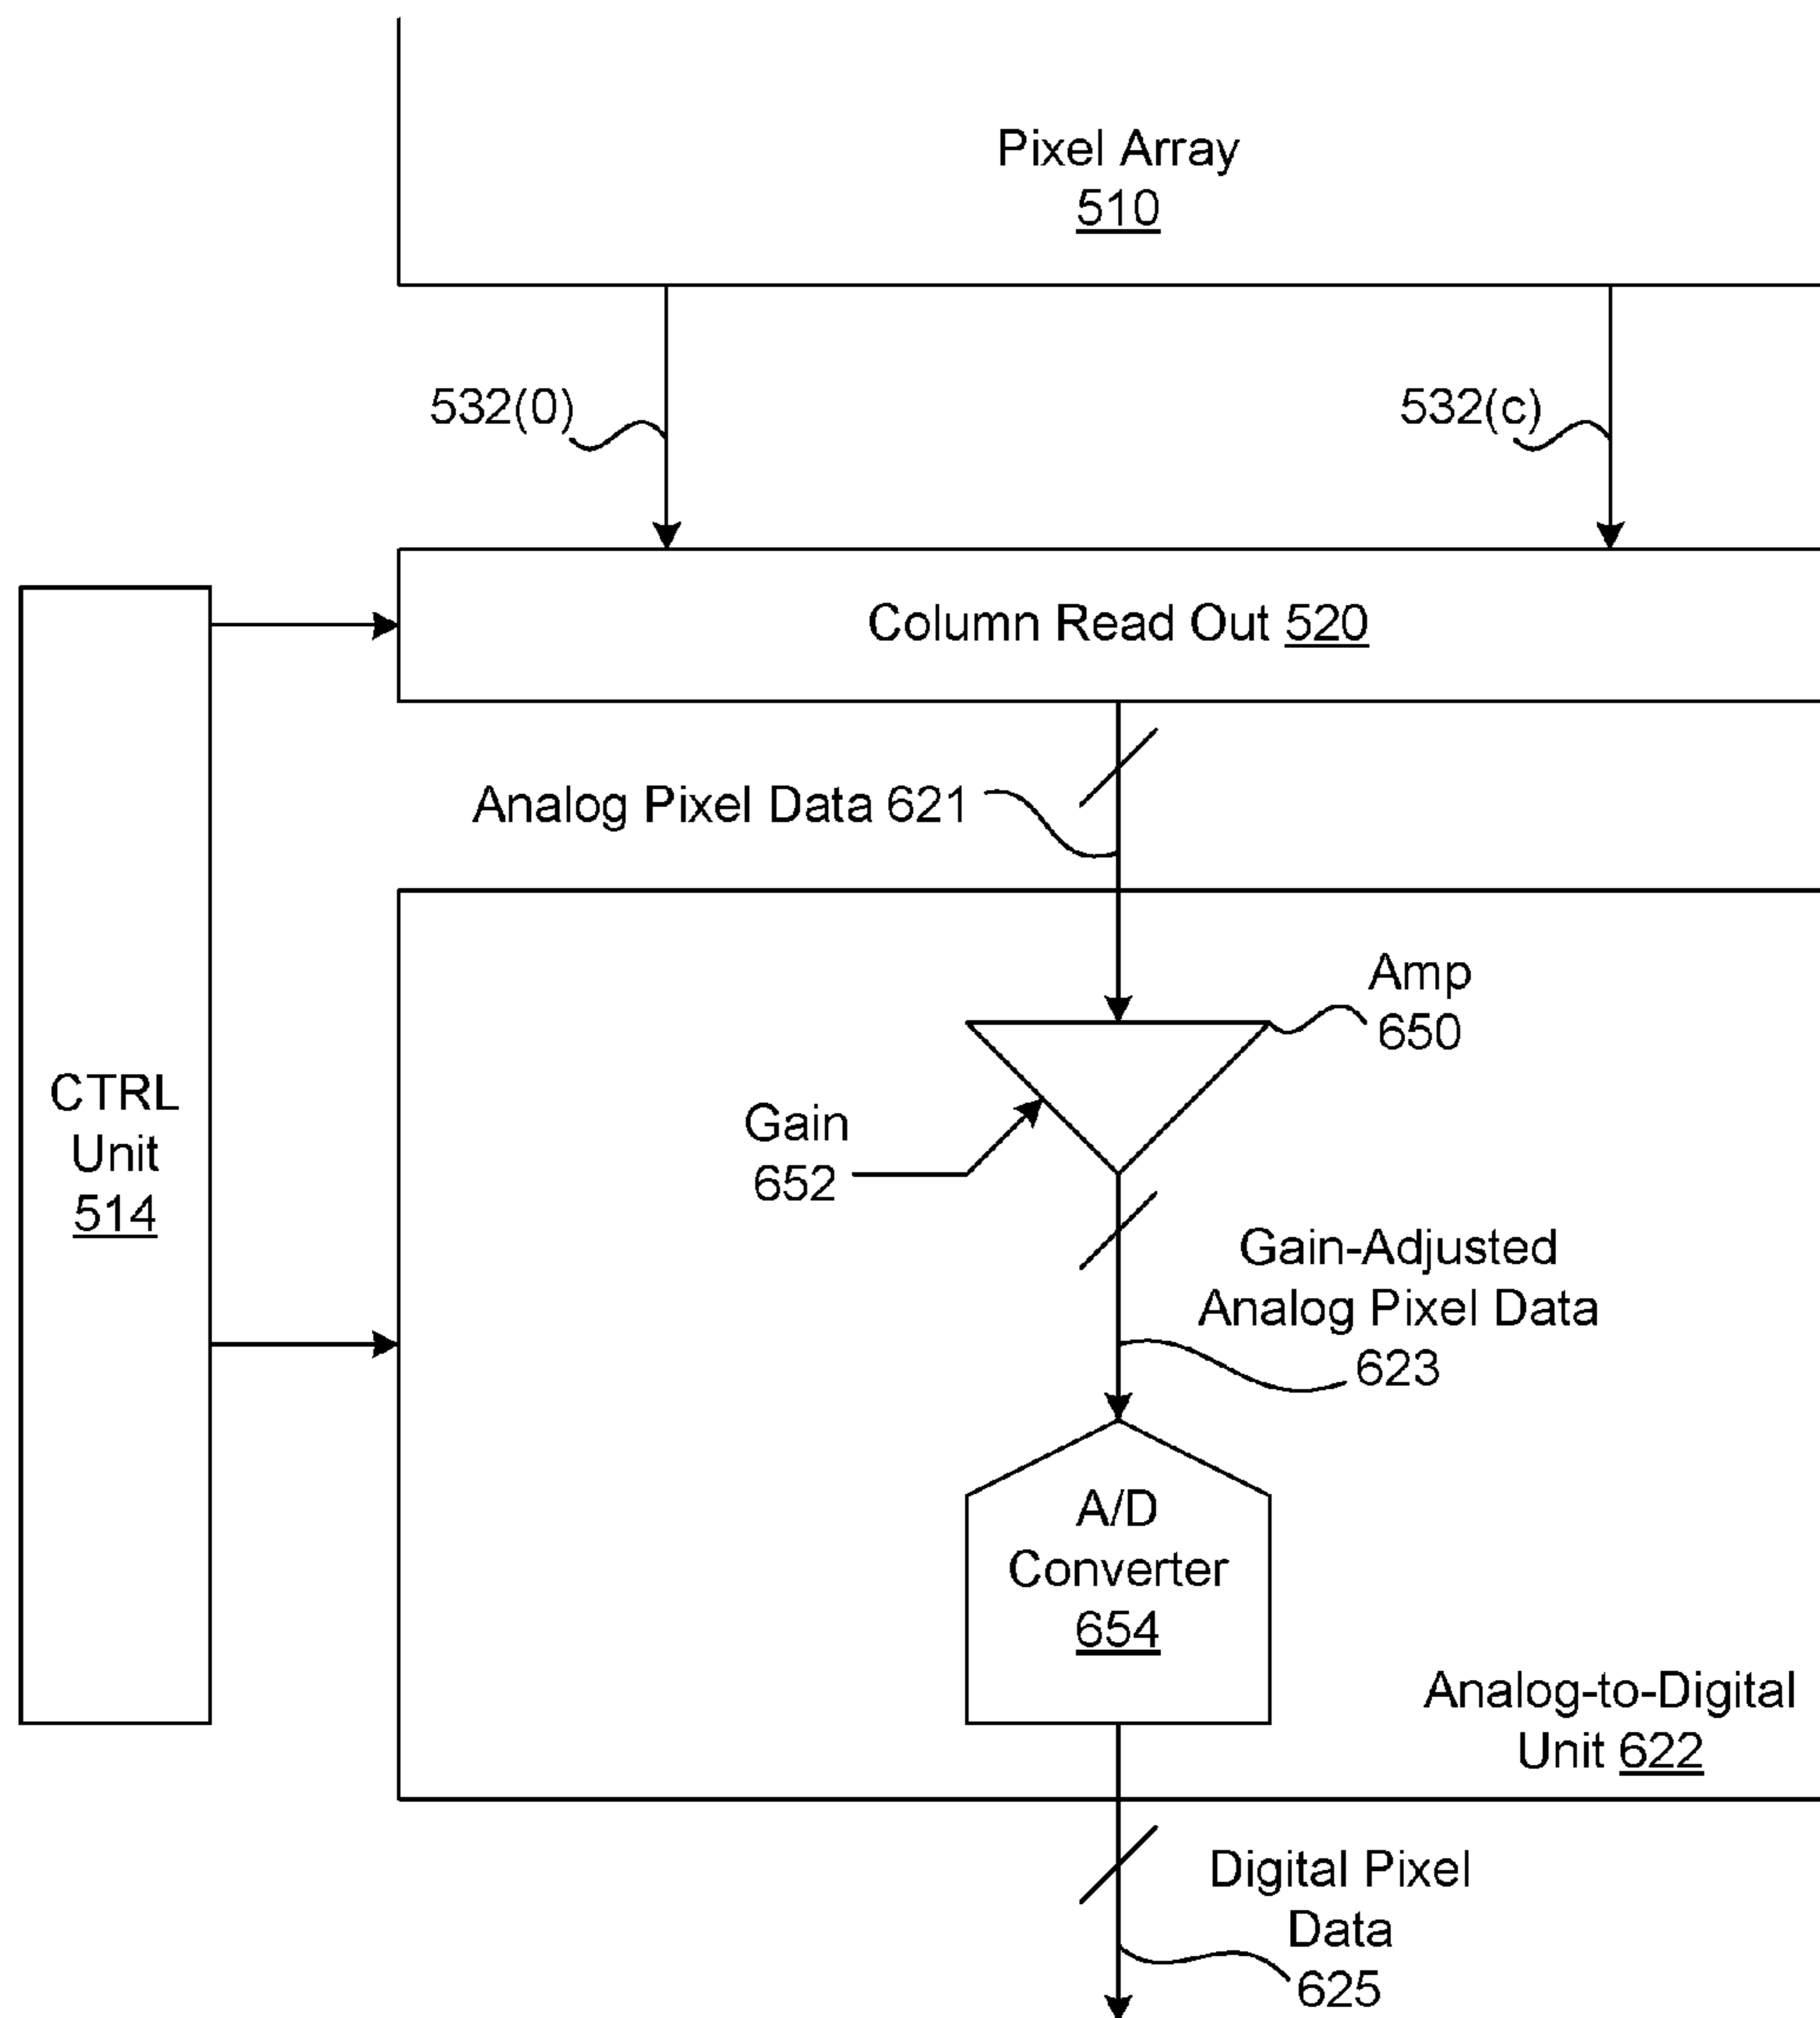 Pixel Array
510
532(0)
532(c)
Column Read Out 520
Analog Pixel Data 621
Amp
650
Gain
652
CTRL
Unit
514
Gain-Adjusted
Analog Pixel Data
623
A/D
Converter
654
Analog-to-Digital
Unit 622
Digital Pixel
Data
625